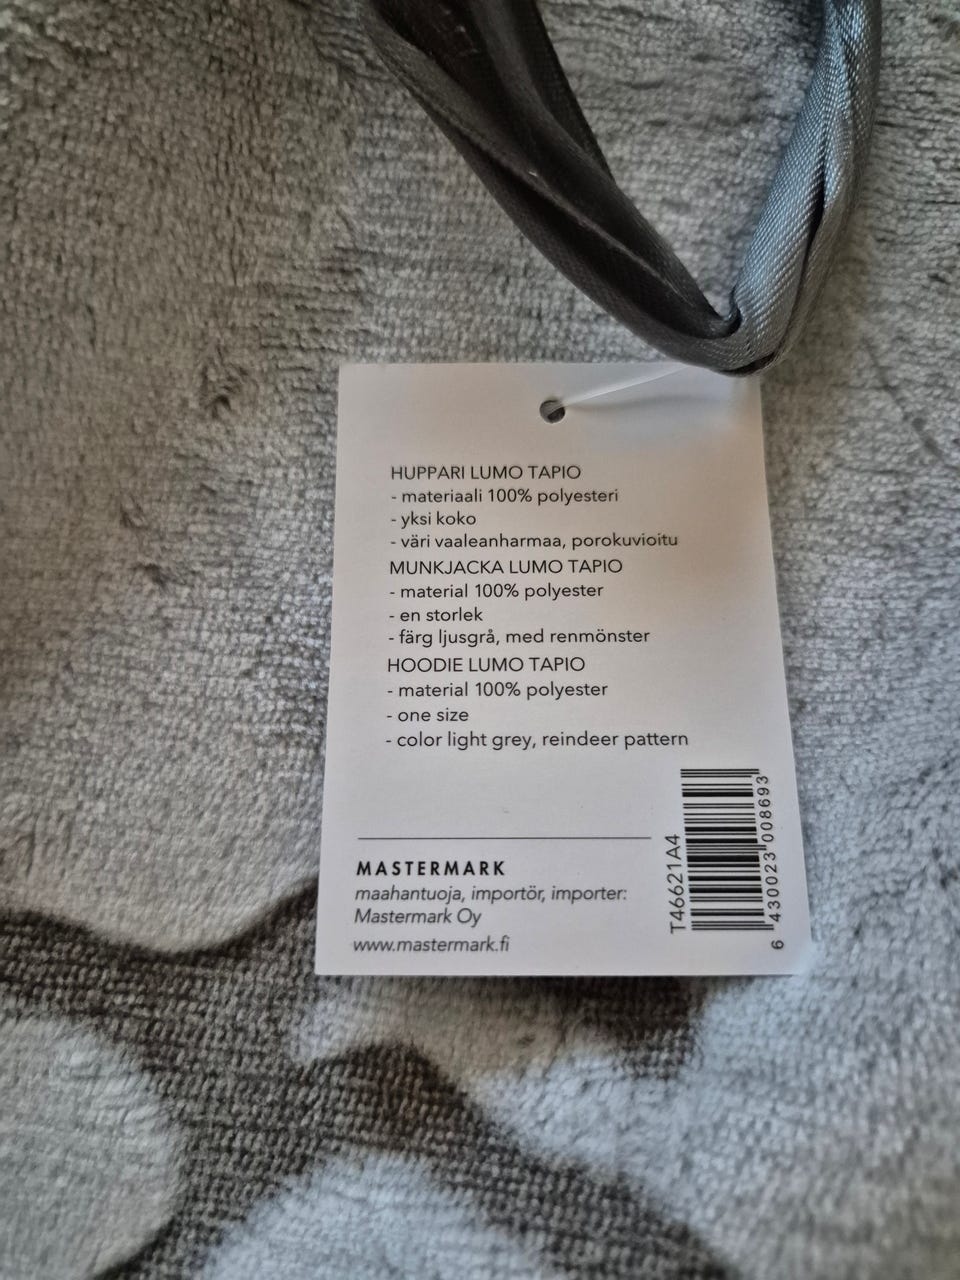 HUPPARI LUMO TAPIO
- materiaali 100% polyesteri
- yksi koko
- väri vaaleanharmaa, porokuvioitu
MUNKJACKA LUMO TAPIO
- material 100% polyester
- en storlek
- färg ljusgrå, med renmönster
HOODIE LUMO TAPIO
- material 100% polyester
- one size
- color light grey, reindeer pattern
MASTERMARK
maahantuoja, importör, importer:
Mastermark Oy
www.mastermark.fi
T46621A4
6 430023 008693